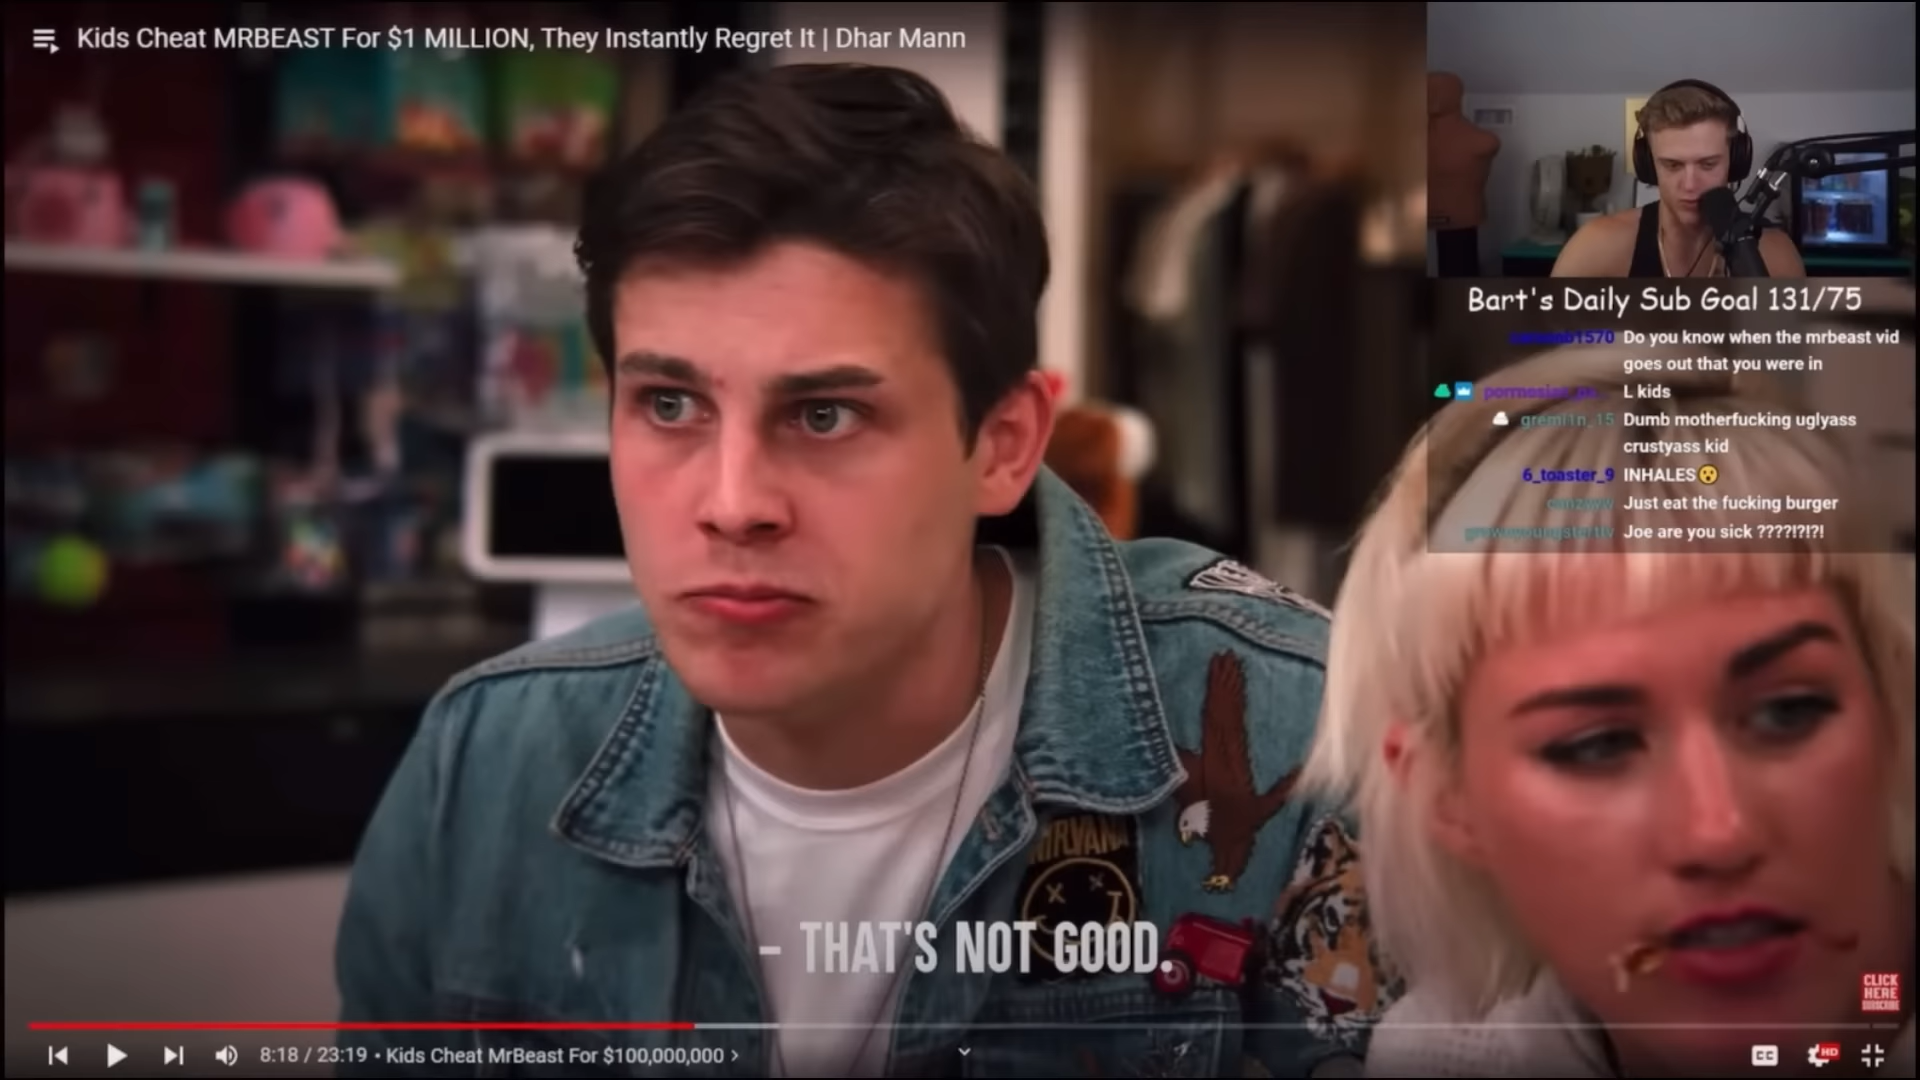 Kids Cheat MRBEAST For $1 MILLION, They Instantly Regret It | Dhar Mann
Bart's Daily Sub Goal 131/75
Do you know when the mrbeast vid
goes out that you were in
L kids
gremi1n_15 Dumb motherfucking uglyass
crustyass kid
6_toaster_9 INHALES😮
Just eat the fucking burger
Joe are you sick ????!?!?!
NIRVANA
- THAT'S NOT GOOD.
CLICK
HERE
SUBSCRIBE
8:18 / 23:19 • Kids Cheat MrBeast For $100,000,000 >
CC
HD